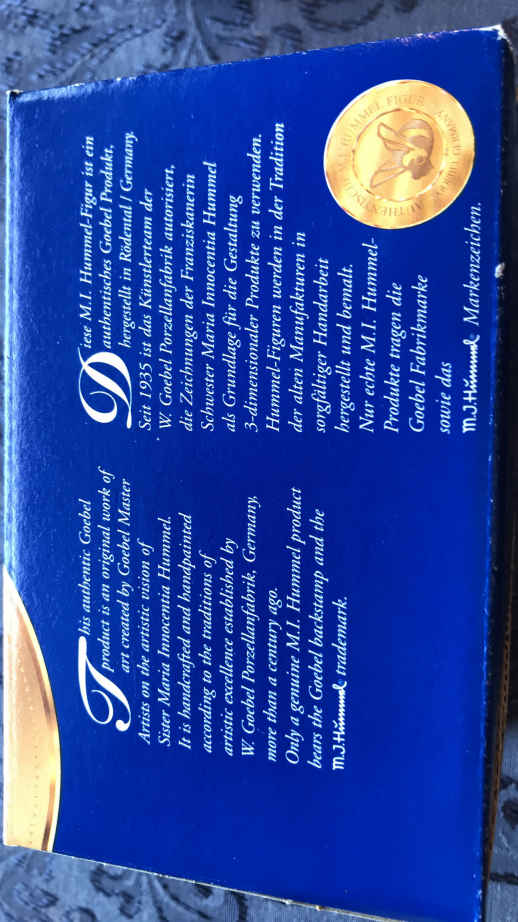 This authentic Goebel
product is an original work of
art created by Goebel Master
Artists on the artistic vision of
Sister Maria Innocentia Hummel.
It is handcrafted and handpainted
according to the traditions of
artistic excellence established by
W. Goebel Porzellanfabrik, Germany,
more than a century ago.
Only a genuine M.I. Hummel product
bears the Goebel backstamp and the
M.J.Hümmel trademark.
Diese M.I. Hummel-Figur ist ein
authentisches Goebel Produkt,
hergestellt in Rödental / Germany.
Seit 1935 ist das Künstlerteam der
W. Goebel Porzellanfabrik autorisiert,
die Zeichnungen der Franziskanerin
Schwester Maria Innocentia Hummel
als Grundlage für die Gestaltung
3-dimensionaler Produkte zu verwenden.
Hummel-Figuren werden in der Tradition
der alten Manufakturen in
sorgfältiger Handarbeit
hergestellt und bemalt.
Nur echte M.I. Hummel-
Produkte tragen die
Goebel Fabrikmarke
sowie das
M.J.Hümmel Markenzeichen.
HUMMEL FIGUR